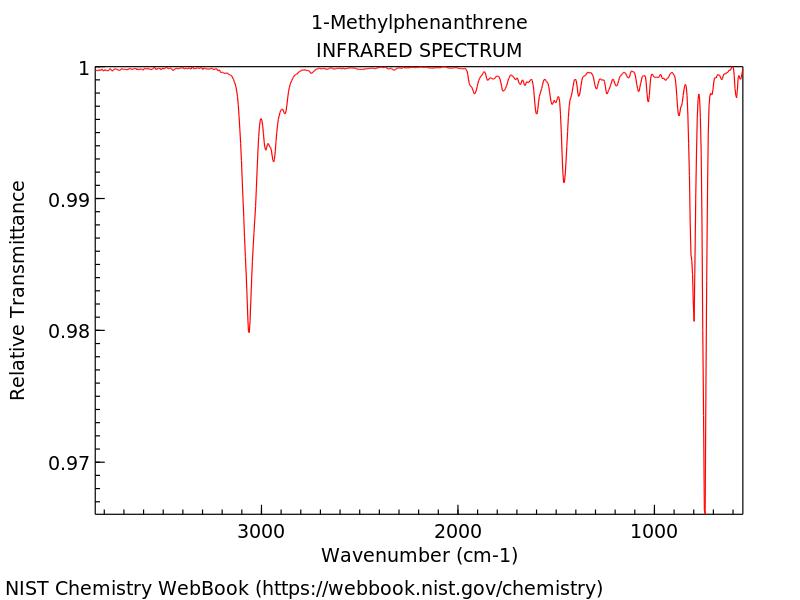 1-Methylphenanthrene
INFRARED SPECTRUM
1
0.99
0.98
0.97
Relative Transmittance
3000
2000
1000
Wavenumber (cm-1)
NIST Chemistry WebBook (https://webbook.nist.gov/chemistry)